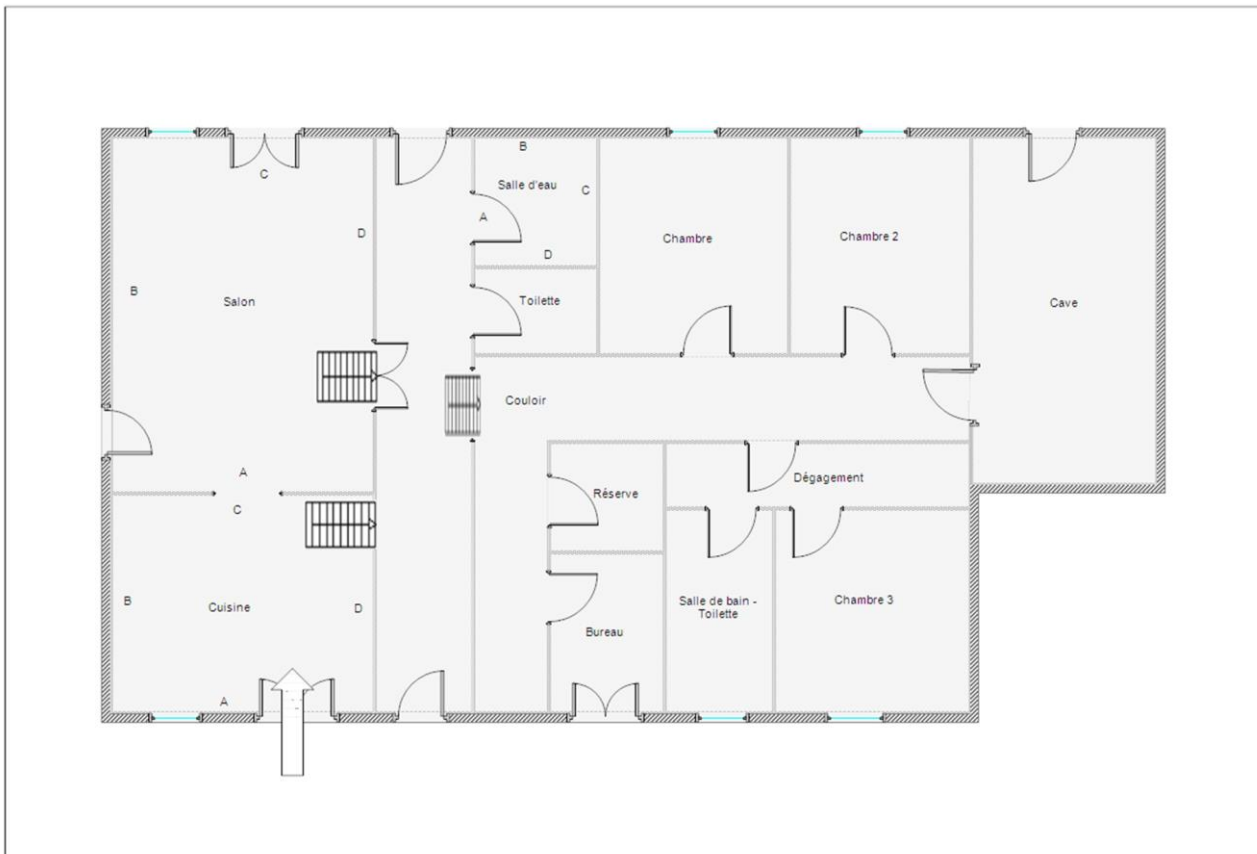 B
Salle d'eau
C
C
A
D
Chambre
Chambre 2
D
B
Salon
Toilette
Cave
Couloir
A
C
Réserve
Dégagement
B
Cuisine
D
Bureau
Salle de bain -
Toilette
Chambre 3
A